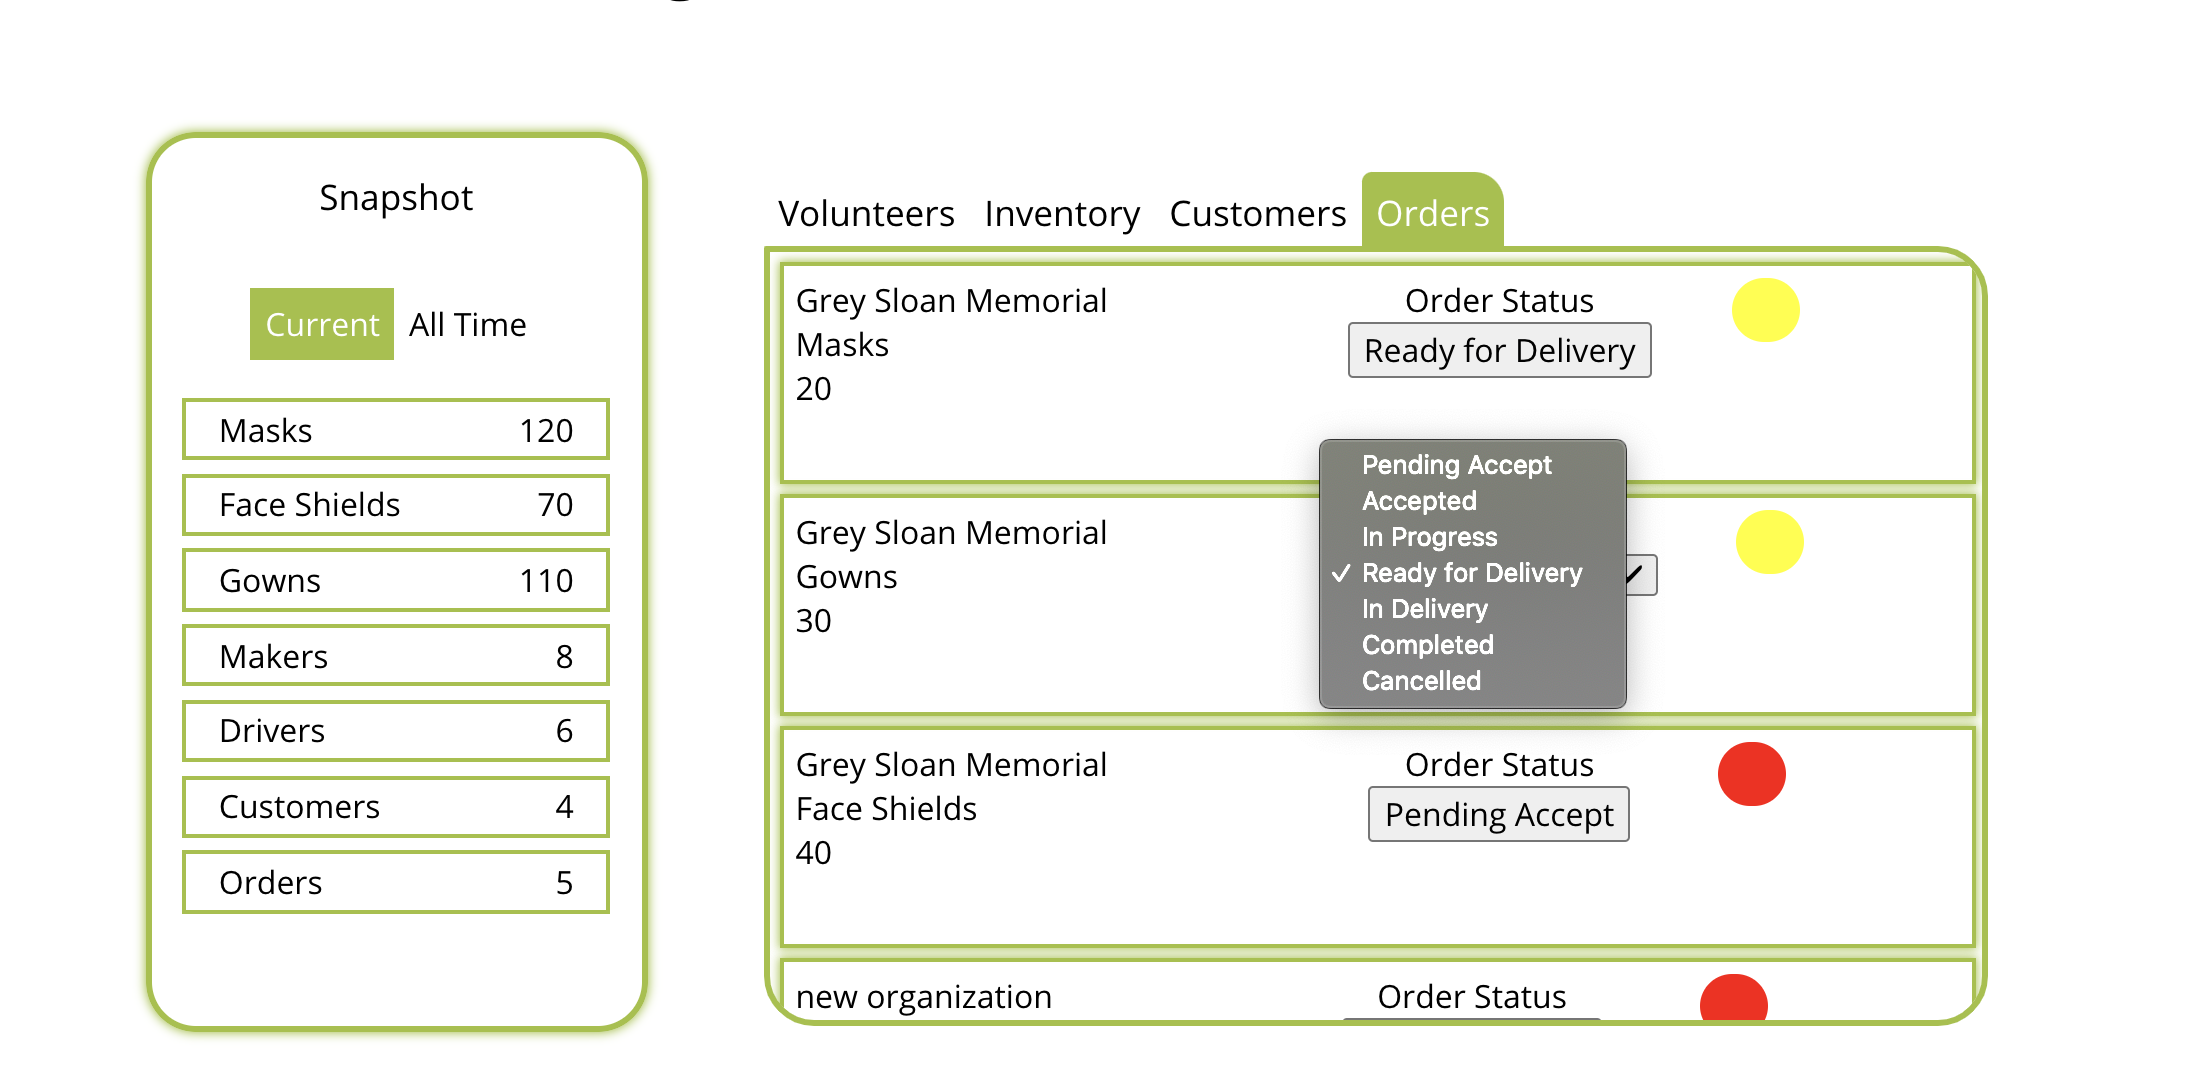 Snapshot
Current All Time
Masks 120
Face Shields 70
Gowns 110
Makers 8
Drivers 6
Customers 4
Orders 5
Volunteers Inventory Customers Orders
Grey Sloan Memorial
Masks
20
Order Status
Ready for Delivery
Grey Sloan Memorial
Gowns
30
Pending Accept
Accepted
In Progress
✓ Ready for Delivery
In Delivery
Completed
Cancelled
✓
Grey Sloan Memorial
Face Shields
40
Order Status
Pending Accept
new organization
Order Status